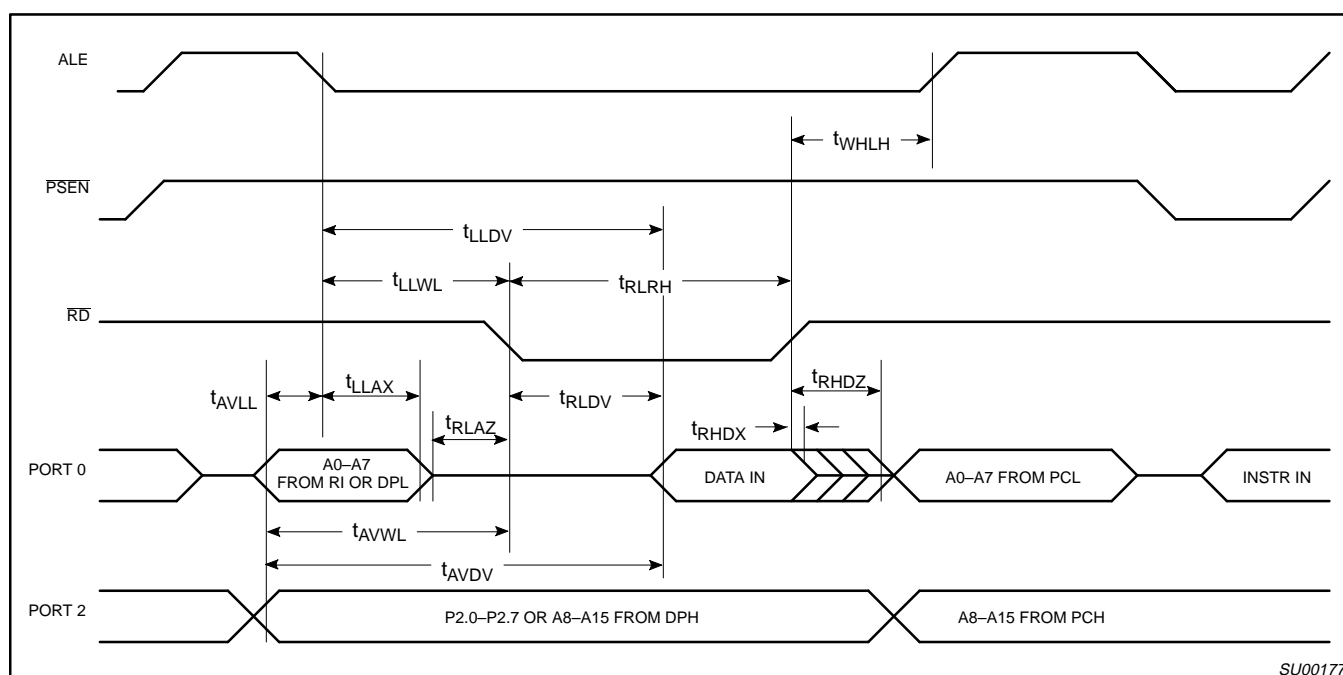 ALE
tWHLH
PSEN
tLLDV
tLLWL
tRLRH
RD
tAVLL
tLLAX
tRLDV
tRHDZ
tRLAZ
tRHDX
PORT 0
A0–A7
FROM RI OR DPL
DATA IN
A0–A7 FROM PCL
INSTR IN
tAVWL
tAVDV
PORT 2
P2.0–P2.7 OR A8–A15 FROM DPH
A8–A15 FROM PCH
SU00177